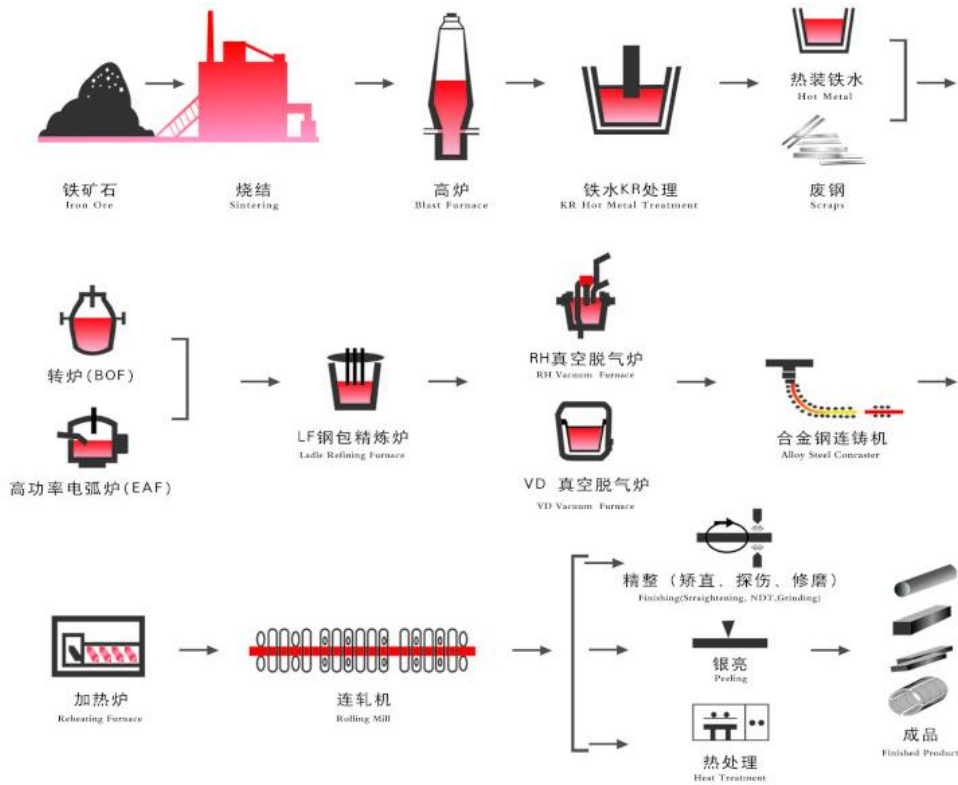 热装铁水
Hot Metal
铁矿石
Iron Ore
烧结
Sintering
高炉
Blast Furnace
铁水KR处理
KR Hot Metal Treatment
废钢
Scraps
转炉(BOF)
高功率电弧炉(EAF)
LF钢包精炼炉
Ladle Refining Furnace
RH真空脱气炉
RH Vacuum Furnace
VD 真空脱气炉
VD Vacuum Furnace
合金钢连铸机
Alloy Steel Concaster
加热炉
Reheating Furnace
连轧机
Rolling Mill
精整（矫直、探伤、修磨）
Finishing(Straightening, NDT,Grinding)
银亮
Peeling
热处理
Heat Treatment
成品
Finished Product